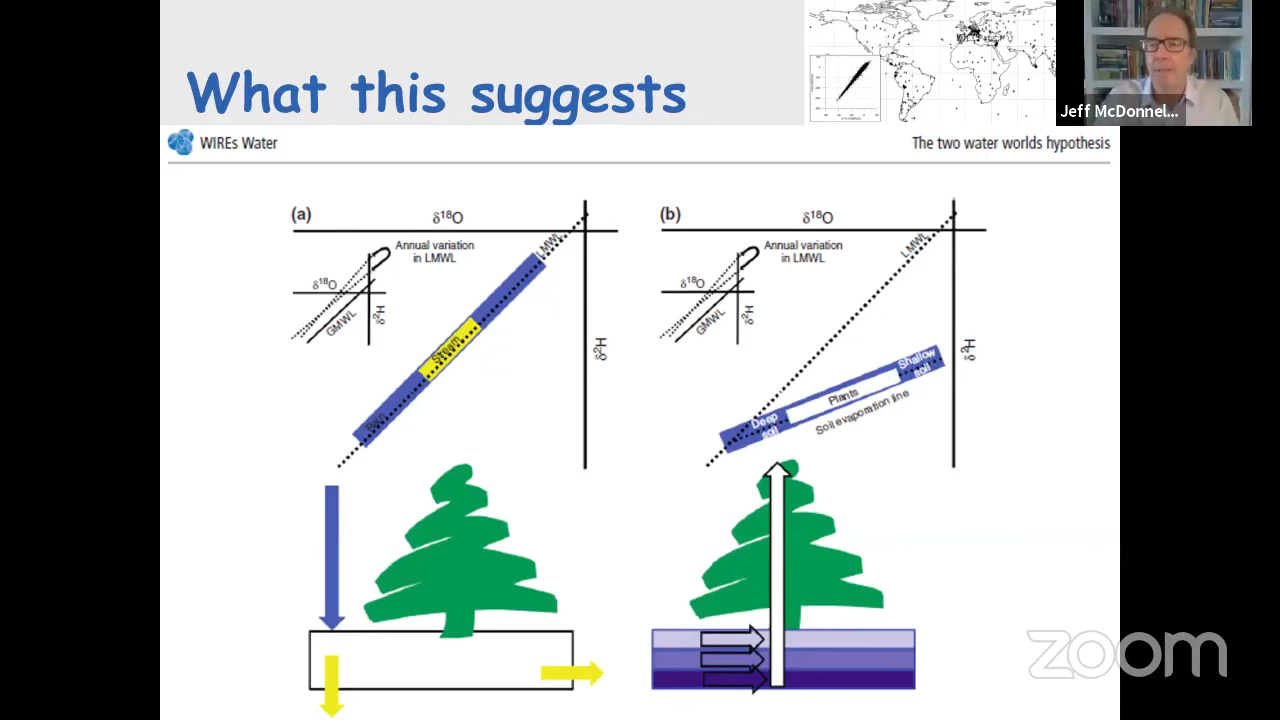 What this suggests
Jeff McDonnel...
WIREs Water
The two water worlds hypothesis
(a)
δ18O
Annual variation
in LMWL
δ18O
GMWL
δ2H
LMWL
Stream
Rain
δ2H
(b)
δ18O
Annual variation
in LMWL
δ18O
GMWL
δ2H
LMWL
Shallow
soil
Plants
Deep
soil
Soil evaporation line
δ2H
zoom